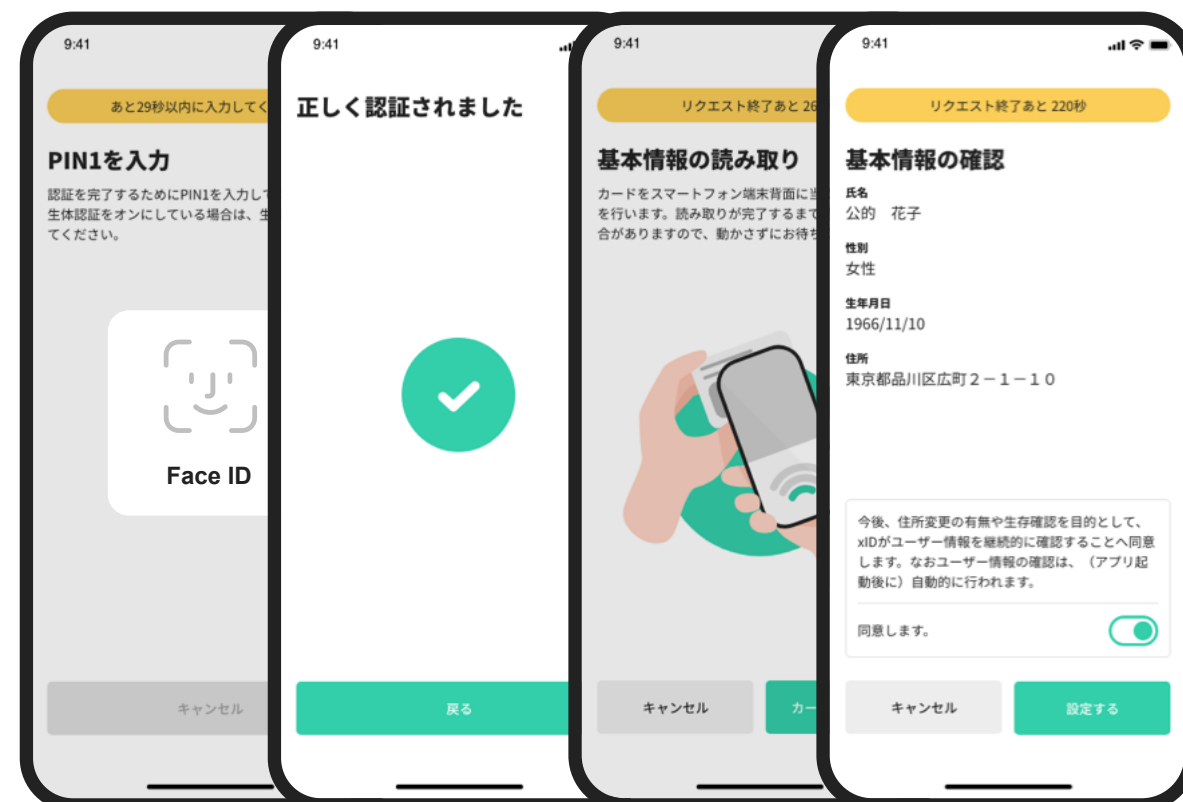 9:41
あと29秒以内に入力してく
PIN1を入力
認証を完了するためにPIN1を入力し
生体認証をオンにしている場合は、生
てください。
Face ID
キャンセル
9:41
正しく認証されました
戻る
9:41
リクエスト終了あと 26
基本情報の読み取り
カードをスマートフォン端末背面に当
を行います。読み取りが完了するまで
合がありますので、動かさずにお待ち
キャンセル
カー
9:41
リクエスト終了あと 220秒
基本情報の確認
氏名
公的　花子
性別
女性
生年月日
1966/11/10
住所
東京都品川区広町２－１－１０
今後、住所変更の有無や生存確認を目的として、
xIDがユーザー情報を継続的に確認することへ同意
します。なおユーザー情報の確認は、（アプリ起
動後に）自動的に行われます。
同意します。
キャンセル
設定する